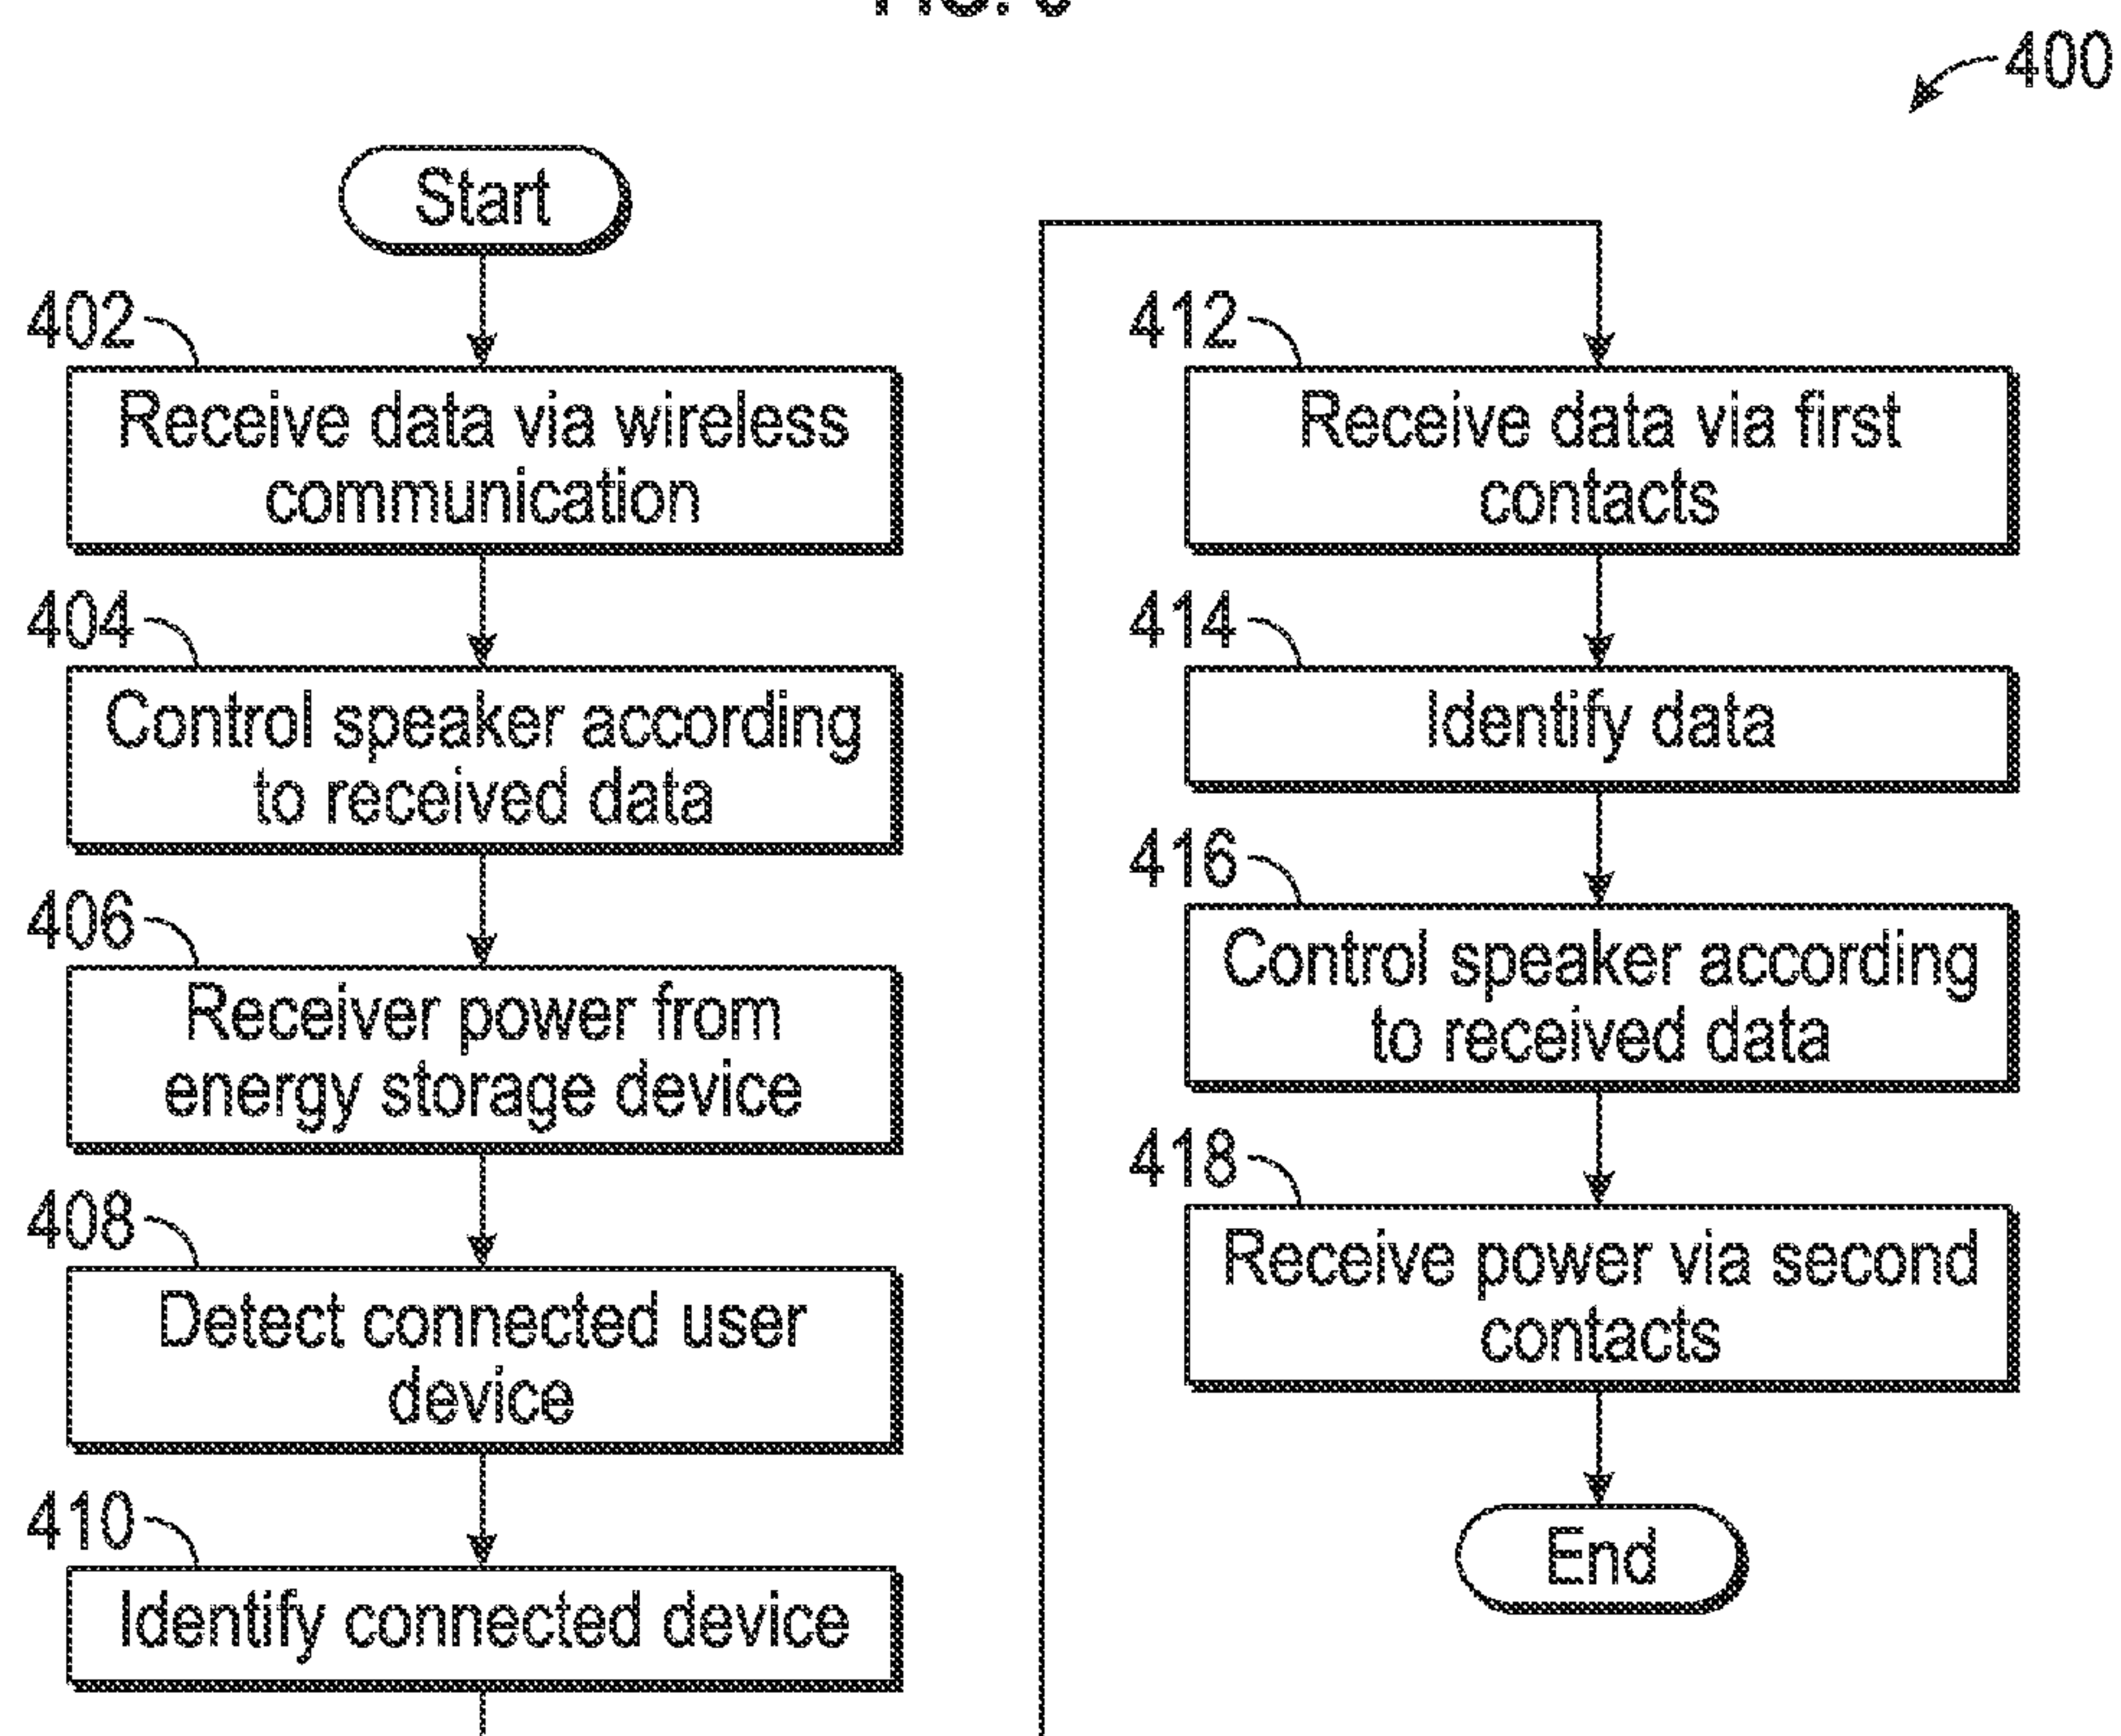 400
Start
402
Receive data via wireless
communication
404
Control speaker according
to received data
406
Receiver power from
energy storage device
408
Detect connected user
device
410
Identify connected device
412
Receive data via first
contacts
414
Identify data
416
Control speaker according
to received data
418
Receive power via second
contacts
End